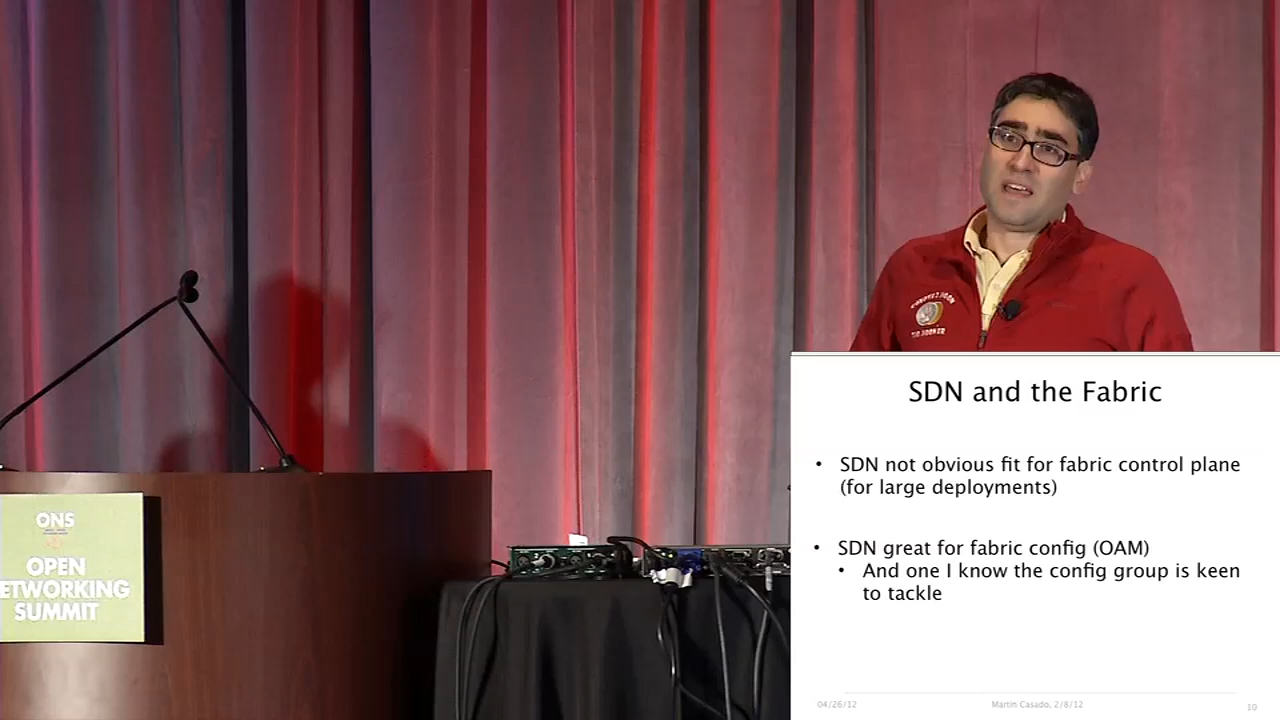 SDN and the Fabric
• SDN not obvious fit for fabric control plane
(for large deployments)
• SDN great for fabric config (OAM)
• And one I know the config group is keen
to tackle
04/26/12
Martin Casado, 2/8/12
10
ONS
OPEN
ETWORKING
SUMMIT